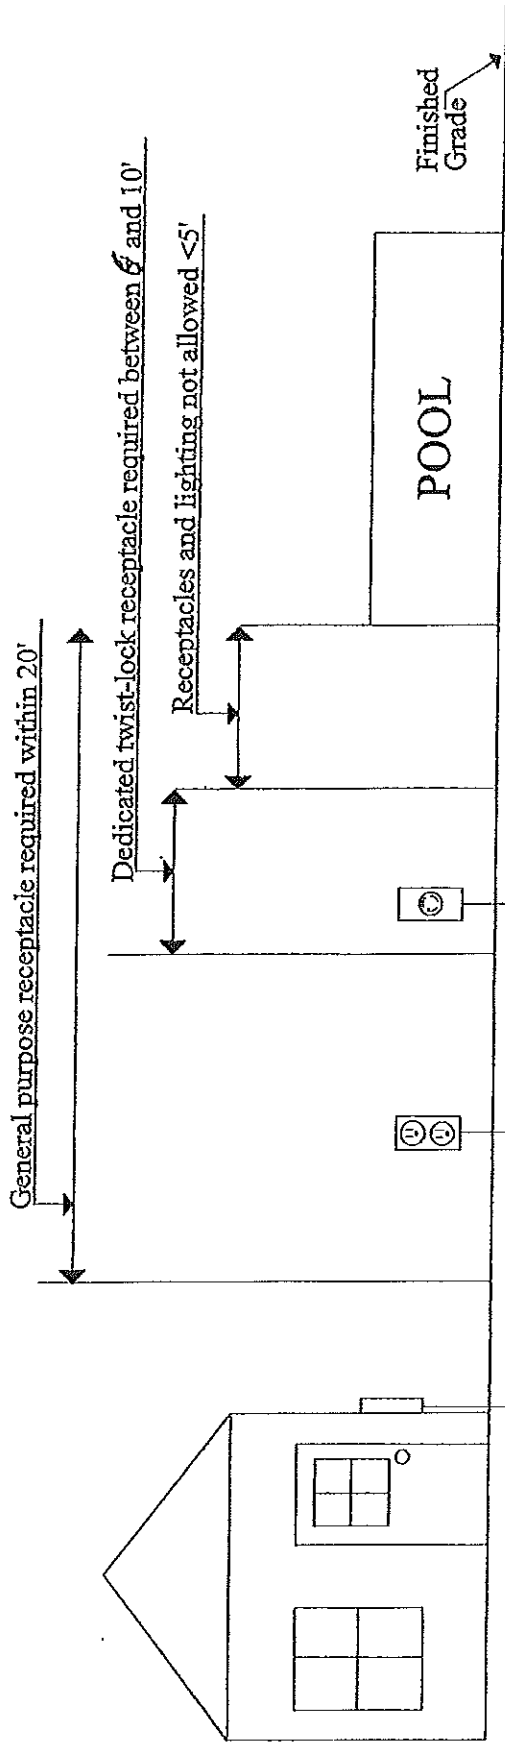 General purpose receptacle required within 20'
Dedicated twist-lock receptacle required between and 10'
Receptacles and lighting not allowed <5'
POOL
Finished
Grade